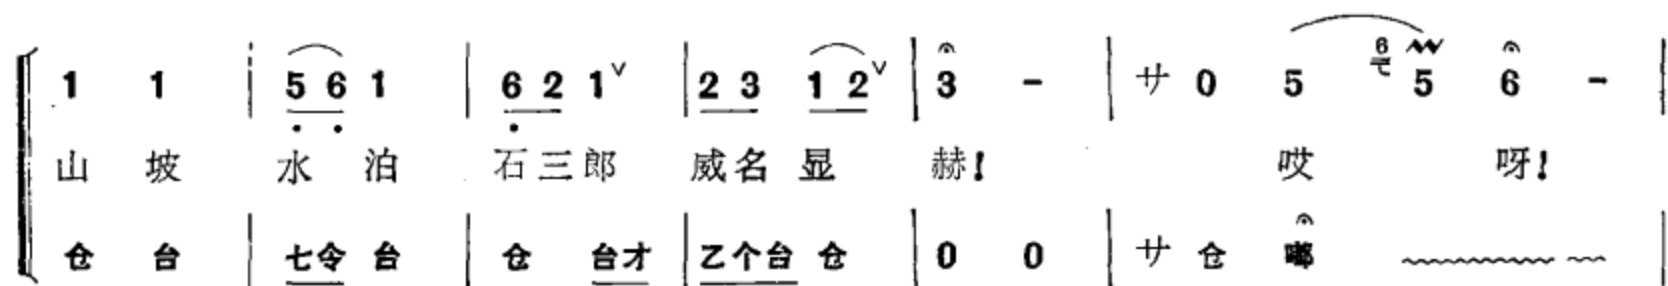 1 1 5 6 1 6 2 1 ∨ 2 3 1 2 ∨ 3 - サ 0 5 6 5 6 -
山 坡 水 泊 石 三 郎 威 名 显 赫! 哎 呀!
仓 台 七令 台 仓 台才 乙个台 仓 0 0 サ 仓 嘟